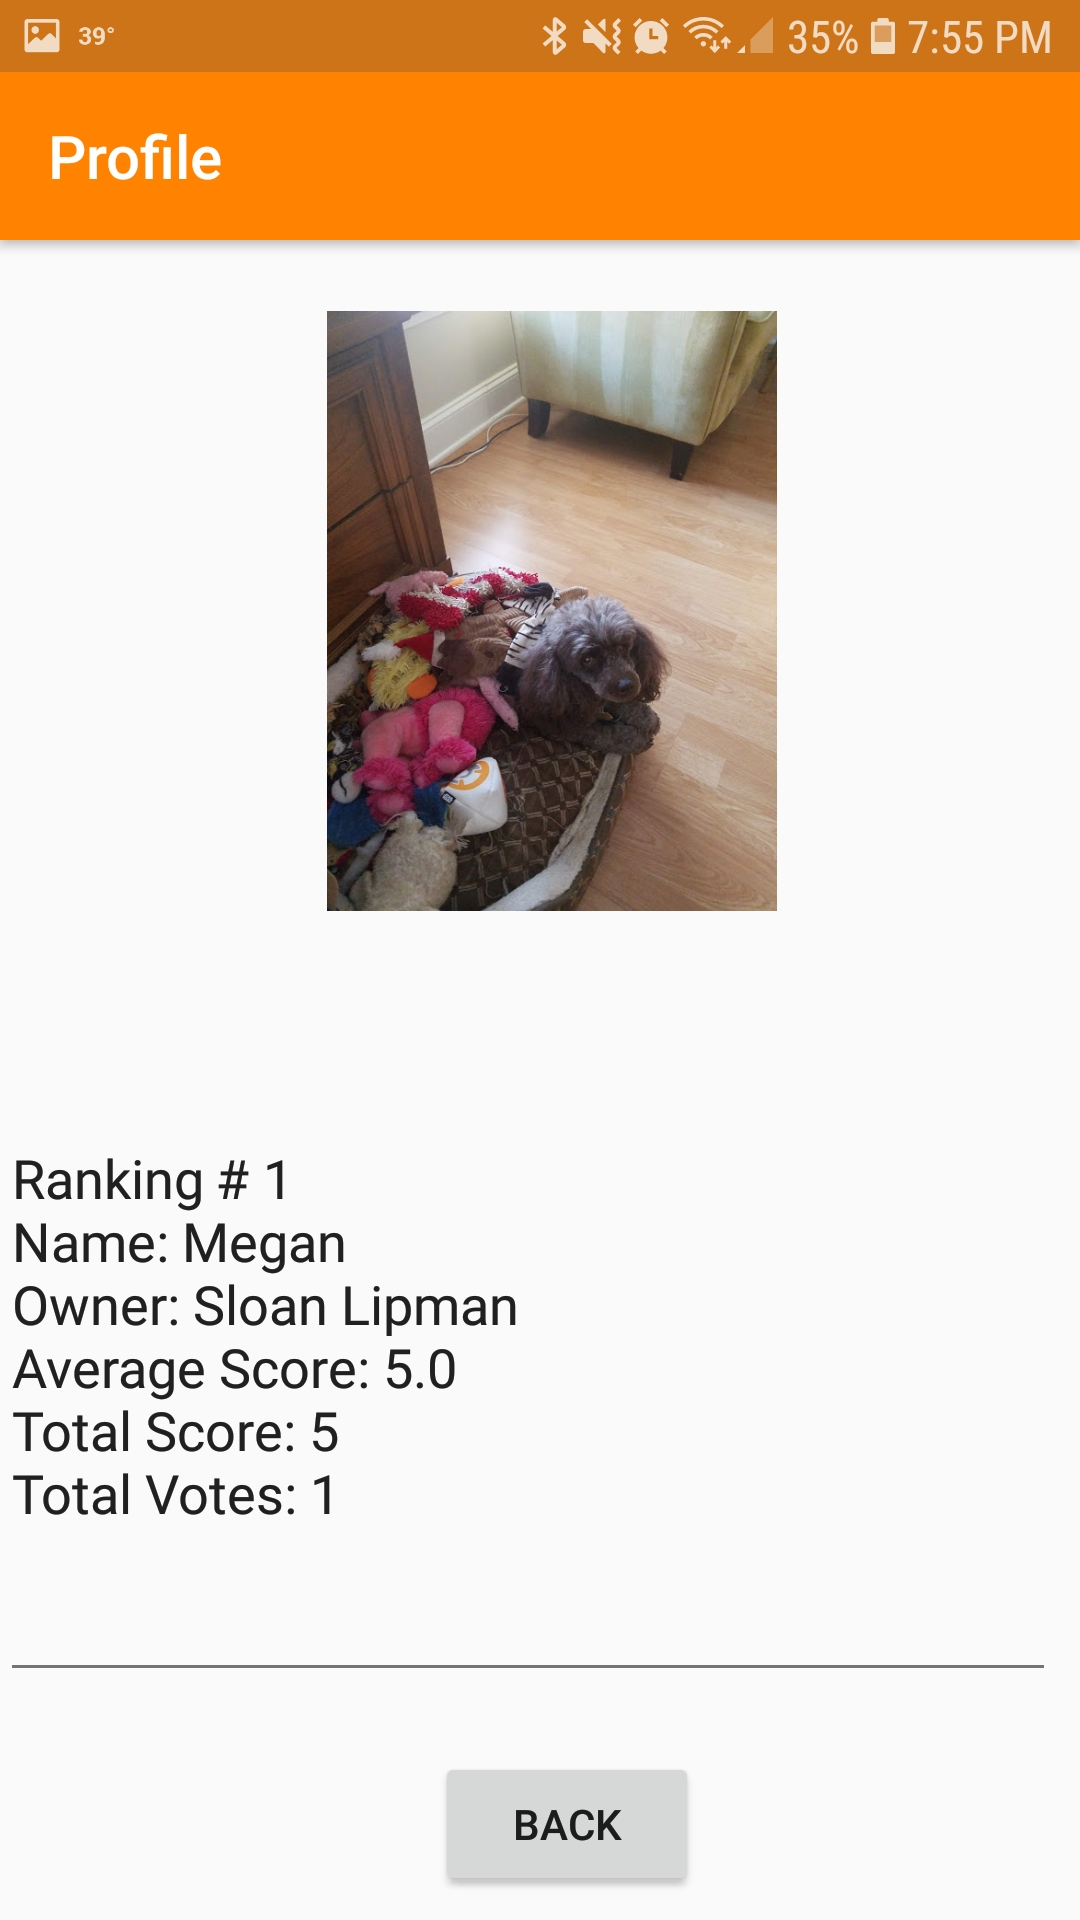 39° 35% 7:55 PM
Profile
Ranking # 1
Name: Megan
Owner: Sloan Lipman
Average Score: 5.0
Total Score: 5
Total Votes: 1
BACK